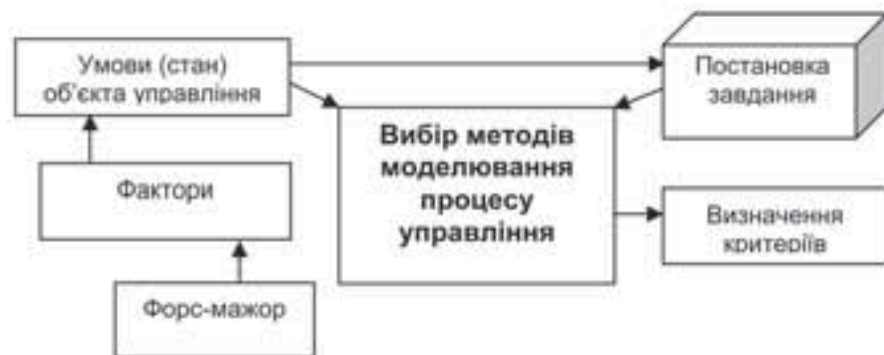 Умови (стан)
об'єкта управління
Постановка
завдання
Вибір методів
моделювання
процесу
управління
Фактори
Визначення
критеріїв
Форс-мажор